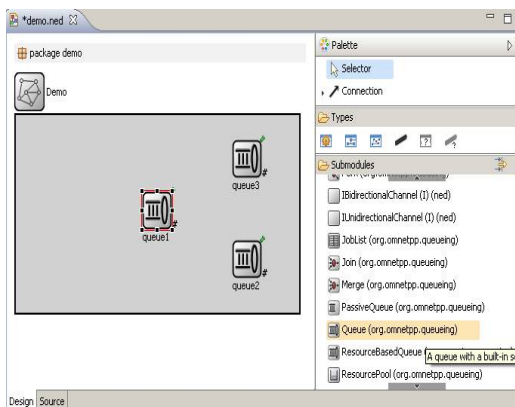 *demo.ned
package demo
Demo
queue3
queue1
queue2
#
#
#
Palette
Selector
Connection
Types
Submodules
IBidirectionalChannel (I) (ned)
IUnidirectionalChannel (I) (ned)
JobList (org.omnetpp.queueing)
Join (org.omnetpp.queueing)
Merge (org.omnetpp.queueing)
PassiveQueue (org.omnetpp.queueing)
Queue (org.omnetpp.queueing)
ResourceBasedQueue
A queue with a built-in s
ResourcePool (org.omnetpp.queueing)
Design Source